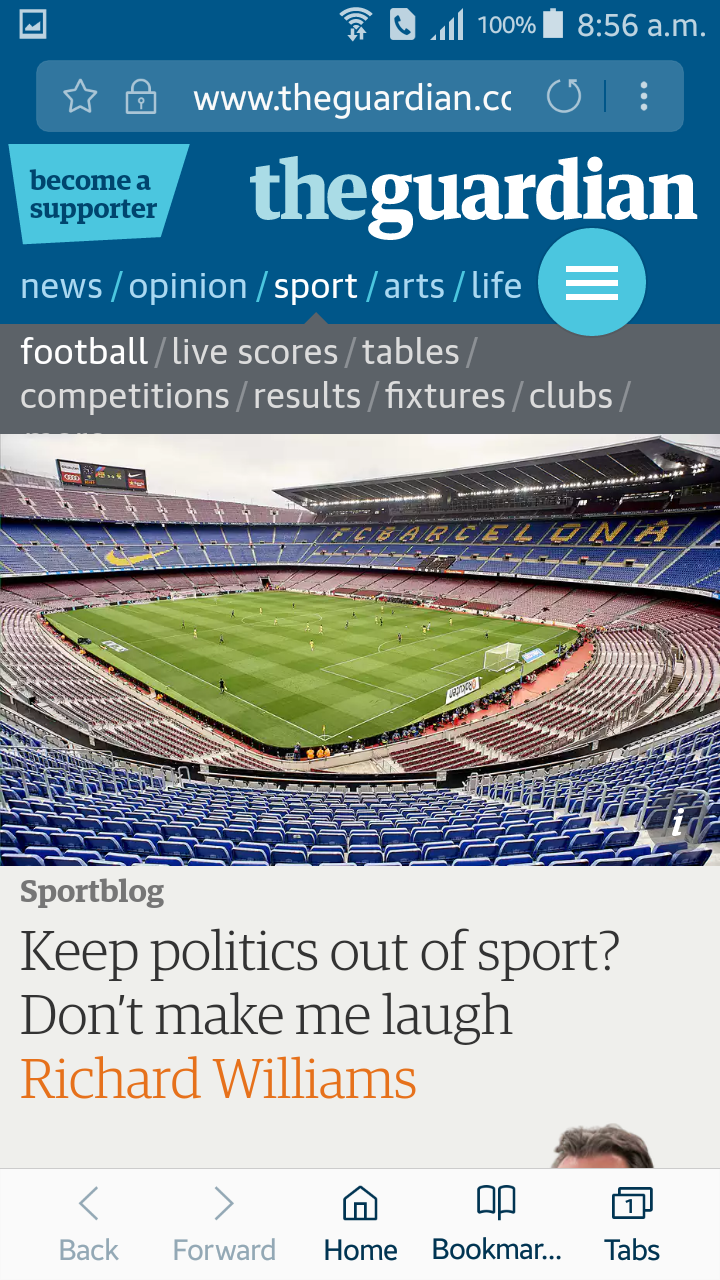 100% 8:56 a.m.
www.theguardian.cc
become a
supporter
theguardian
news / opinion / sport / arts / life
football / live scores / tables /
competitions / results / fixtures / clubs /
FC BARCELONA
Rakuten
i
Sportblog
Keep politics out of sport?
Don't make me laugh
Richard Williams
1
Back Forward Home Bookmar... Tabs